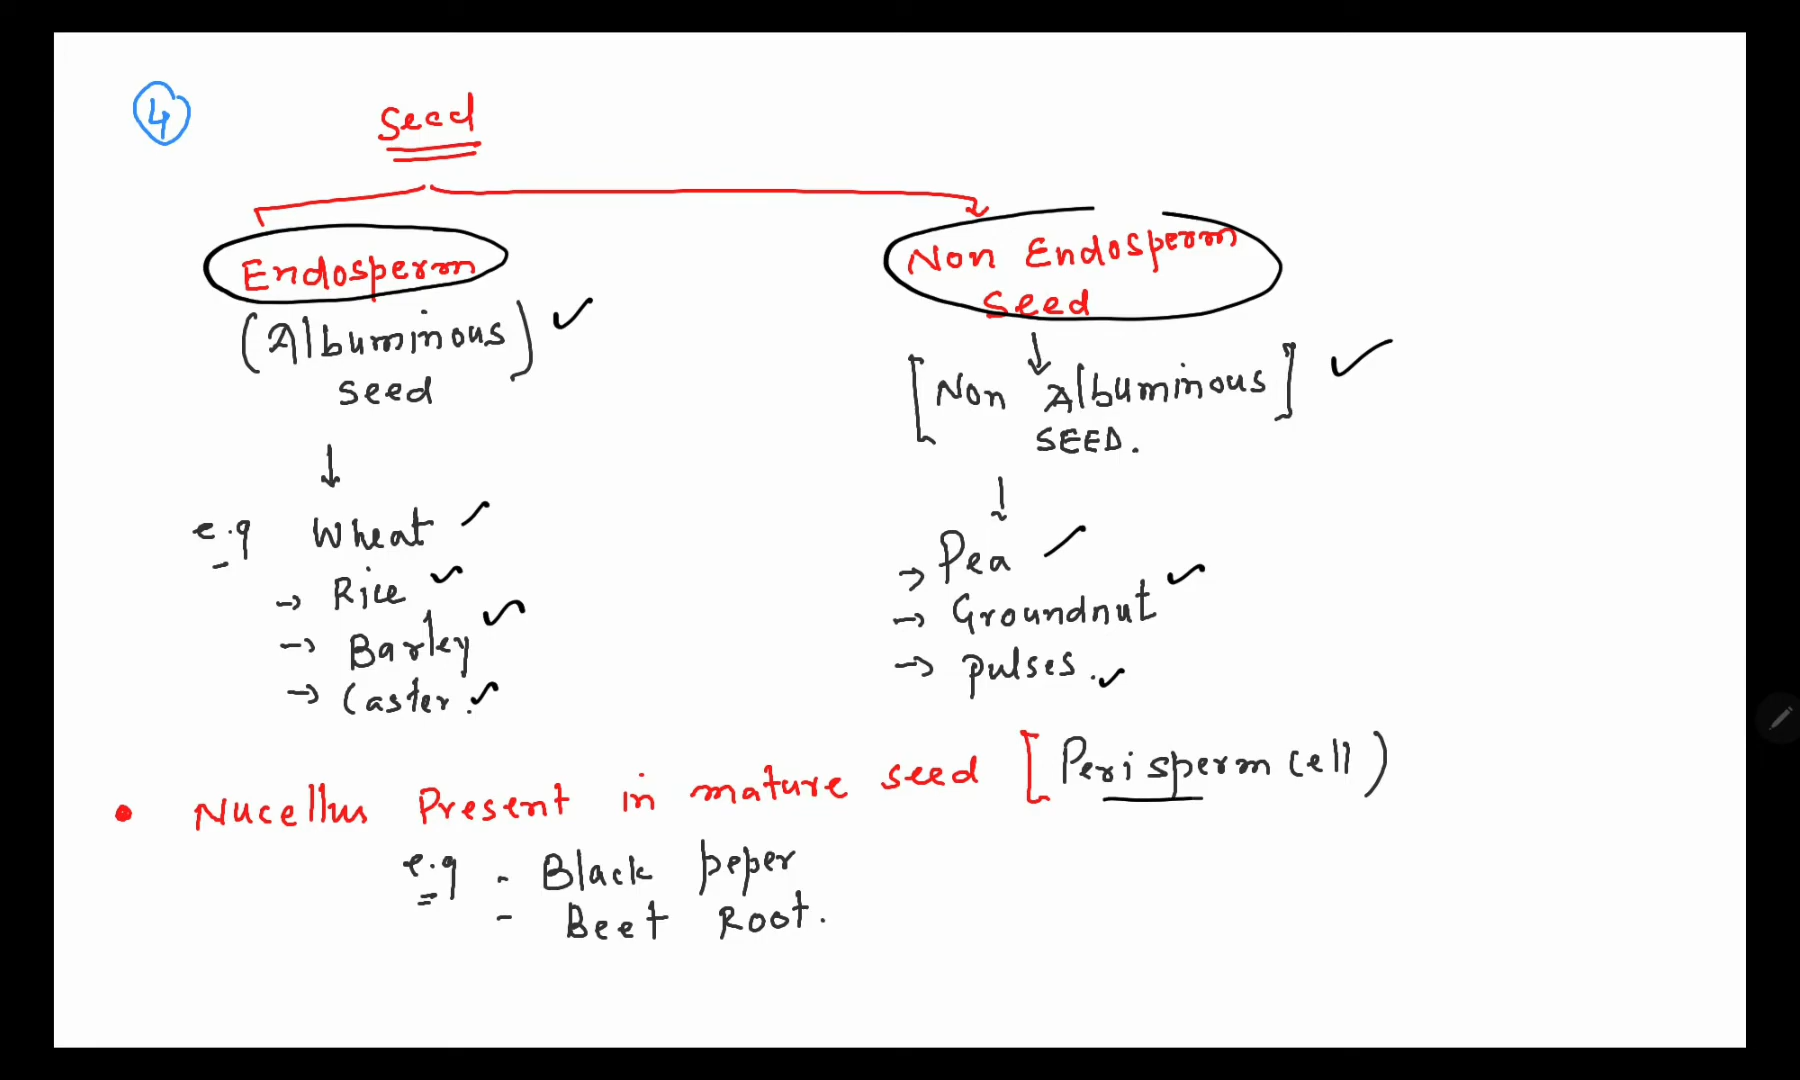 4
Seed
Endosperm
Non Endosperm
Seed
(Albuminous)
seed
[Non Albuminous]
SEED.
e.g Wheat
→ Rice
→ Barley
→ Caster.
→ Pea
→ Groundnut
→ pulses.
• Nucellus Present in mature seed [Perisperm cell)
e.g - Black peper
- Beet Root.